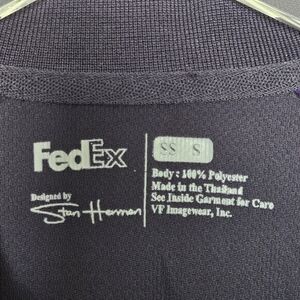 FedEx
Designed by
Stan Herman
SS S
Body : 100% Polyester
Made in the Thailand
See Inside Garment for Care
VF Imagewear, Inc.